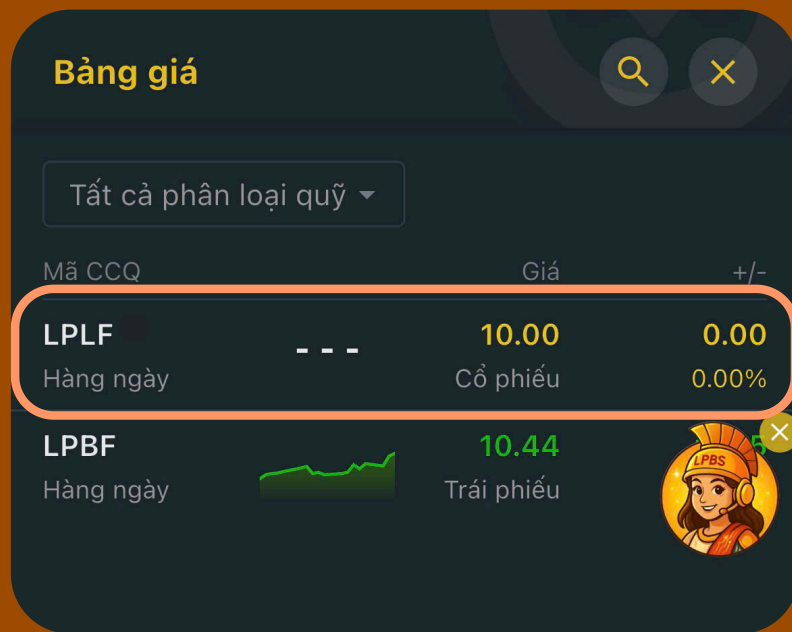 Bảng giá
Tất cả phân loại quỹ
Mã CCQ Giá +/-
LPLF --- 10.00 0.00
Hàng ngày Cổ phiếu 0.00%
LPBF 10.44 5
Hàng ngày Trái phiếu
LPBS